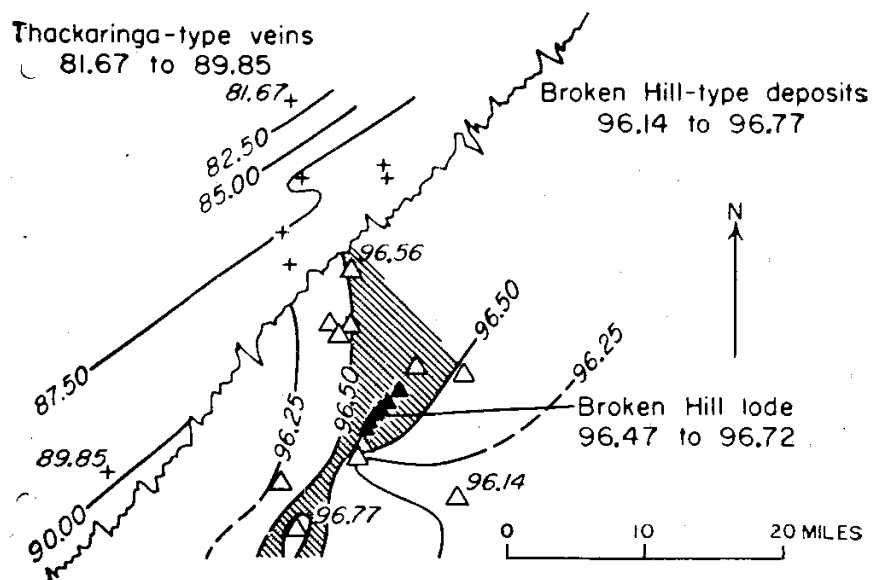 Thackaringa-type veins
81.67 to 89.85
81.67
82.50
85.00
Broken Hill-type deposits
96.14 to 96.77
N
96.56
96.50
96.25
87.50
96.50
96.25
Broken Hill lode
96.47 to 96.72
89.85
96.14
96.77
90.00
0 10 20 MILES